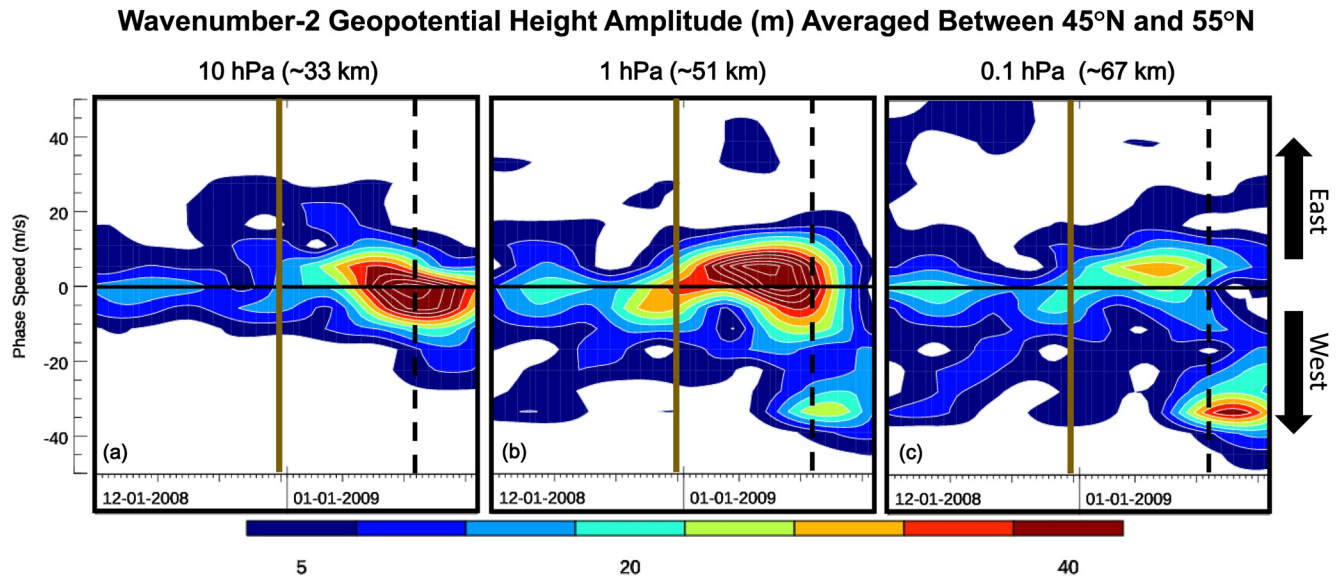 Wavenumber-2 Geopotential Height Amplitude (m) Averaged Between 45°N and 55°N
10 hPa (~33 km)
1 hPa (~51 km)
0.1 hPa (~67 km)
Phase Speed (m/s)
40
20
0
-20
-40
(a)
(b)
(c)
East
West
12-01-2008
01-01-2009
12-01-2008
01-01-2009
12-01-2008
01-01-2009
5
20
40